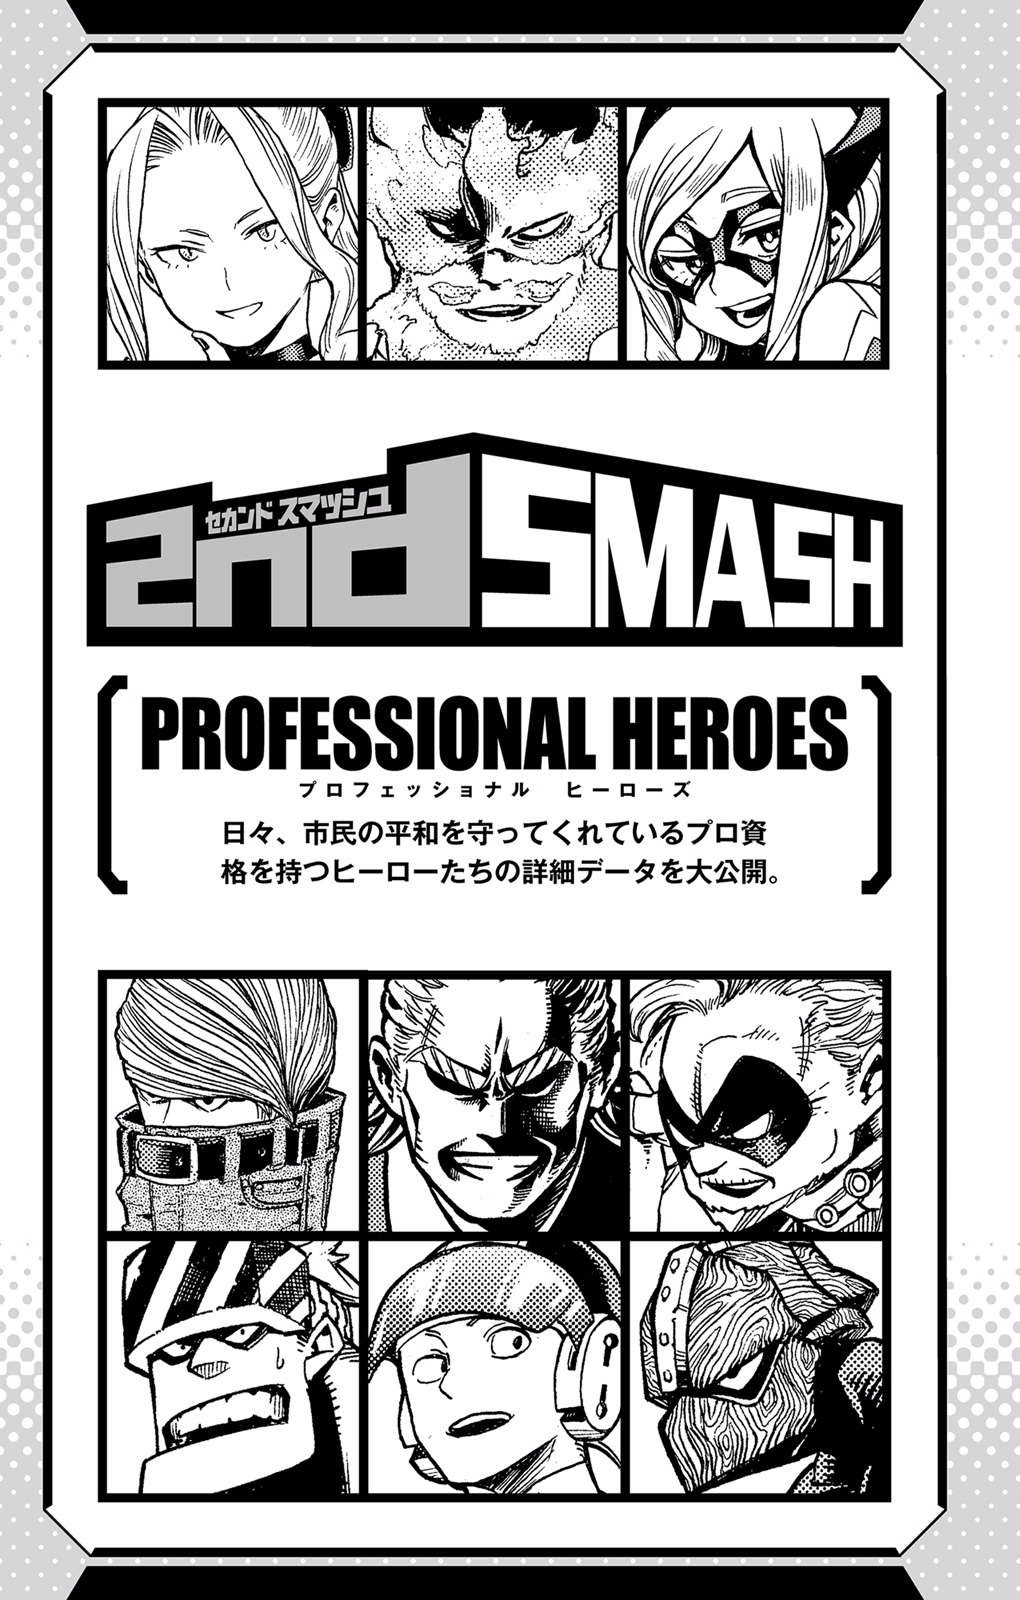 2nd SMASH
セカンド スマッシュ
PROFESSIONAL HEROES
プロフェッショナル ヒーローズ
日々、市民の平和を守ってくれているプロ資
格を持つヒーローたちの詳細データを大公開。